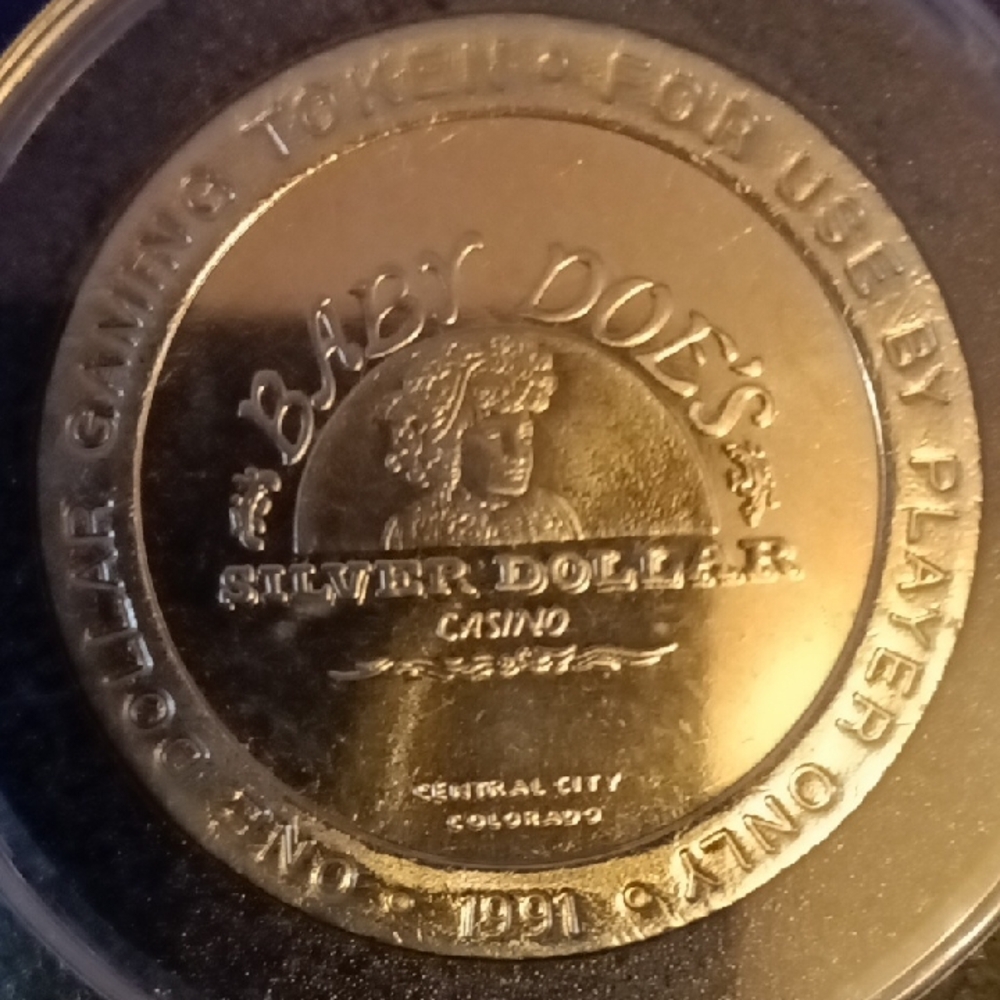 ONE DOLLAR GAMING TOKEN • FOR USE BY PLAYER ONLY •
BABY DOE'S
SILVER DOLLAR
CASINO
CENTRAL CITY
COLORADO
• 1991 •